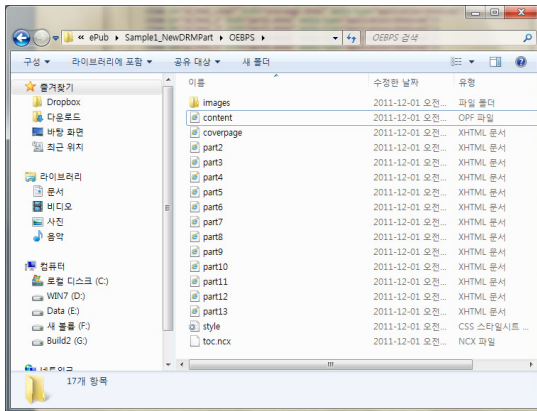 « ePub ▸ Sample1_NewDRMPart ▸ OEBPS ▸
OEBPS 검색
구성 ▼ 라이브러리에 포함 ▼ 공유 대상 ▼ 새 폴더
즐겨찾기
Dropbox
다운로드
바탕 화면
최근 위치
라이브러리
문서
비디오
사진
음악
컴퓨터
로컬 디스크 (C:)
WIN7 (D:)
Data (E:)
새 볼륨 (F:)
Build2 (G:)
네트워크
이름 수정한 날짜 유형
images 2011-12-01 오전... 파일 폴더
content 2011-12-01 오전... OPF 파일
coverpage 2011-12-01 오전... XHTML 문서
part2 2011-12-01 오전... XHTML 문서
part3 2011-12-01 오전... XHTML 문서
part4 2011-12-01 오전... XHTML 문서
part5 2011-12-01 오전... XHTML 문서
part6 2011-12-01 오전... XHTML 문서
part7 2011-12-01 오전... XHTML 문서
part8 2011-12-01 오전... XHTML 문서
part9 2011-12-01 오전... XHTML 문서
part10 2011-12-01 오전... XHTML 문서
part11 2011-12-01 오전... XHTML 문서
part12 2011-12-01 오전... XHTML 문서
part13 2011-12-01 오전... XHTML 문서
style 2011-12-01 오전... CSS 스타일시트 ...
toc.ncx 2011-12-01 오전... NCX 파일
17개 항목